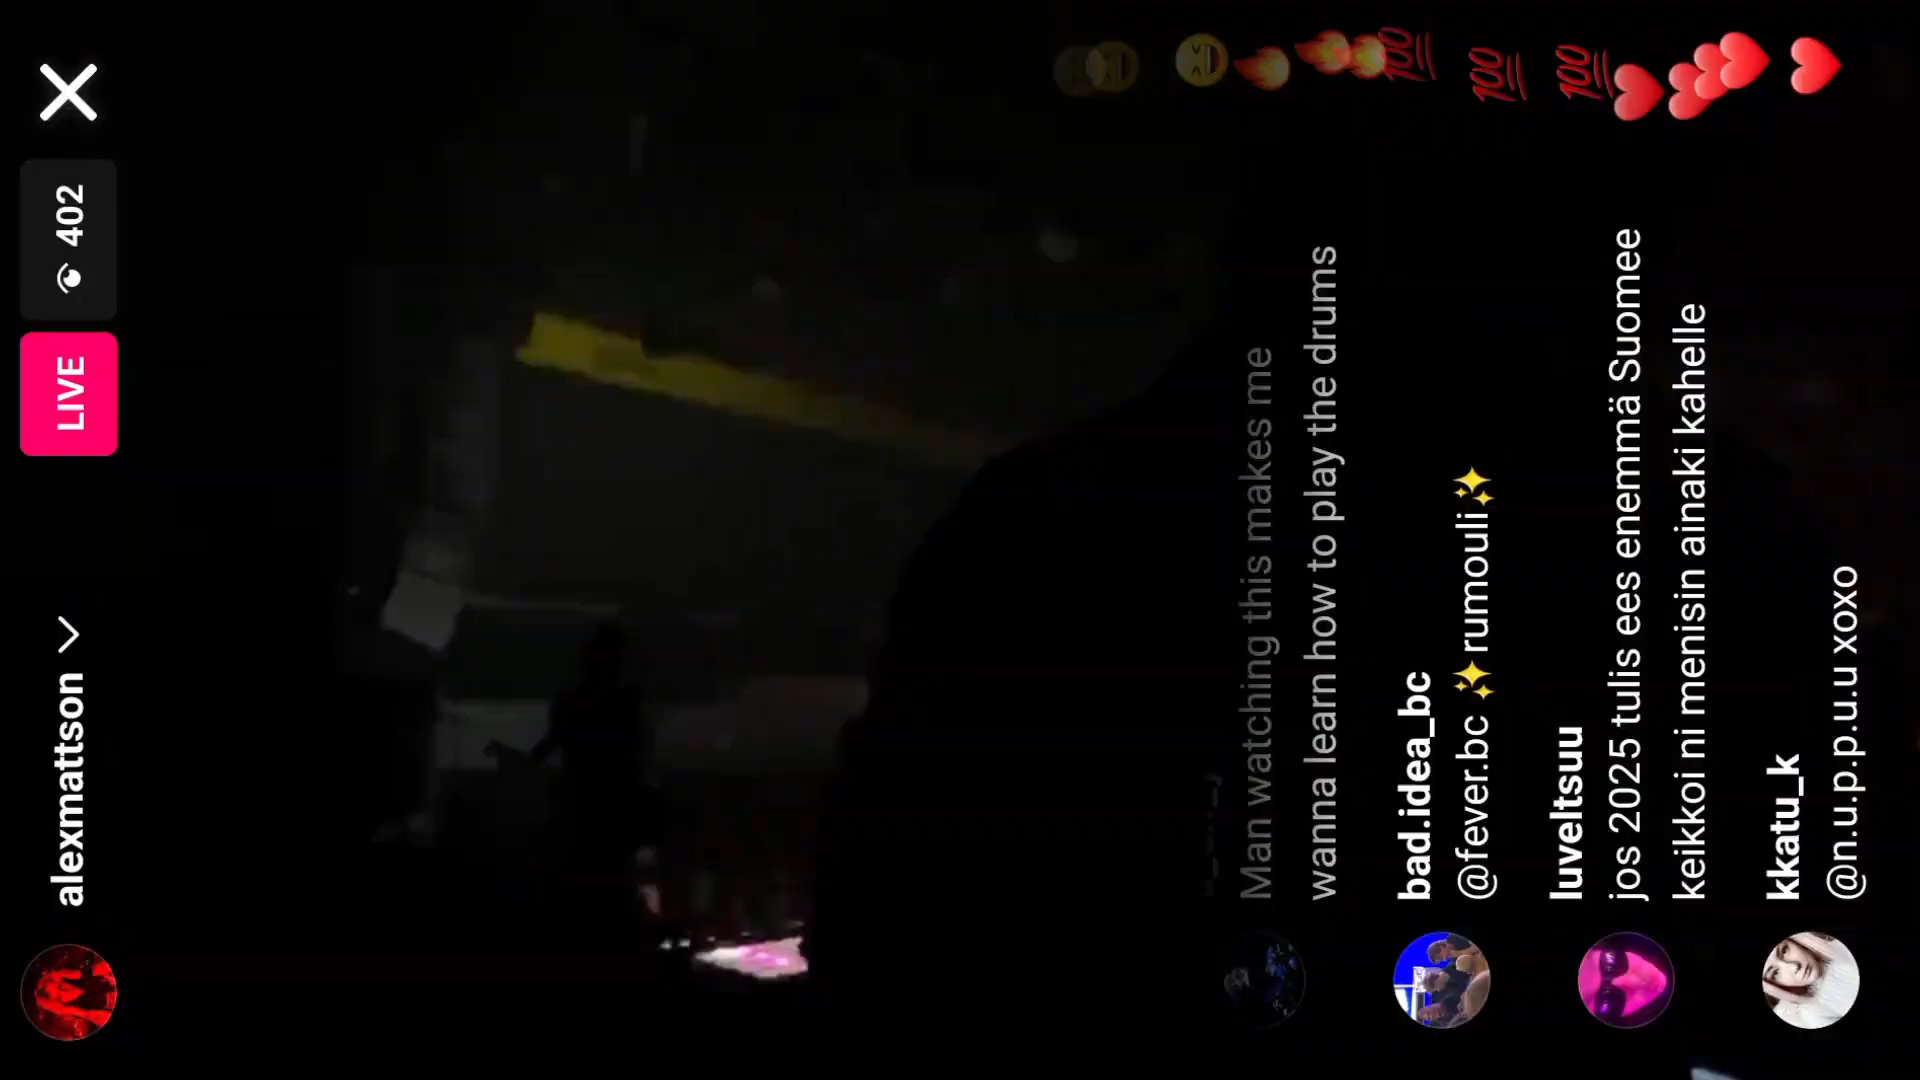 alexmattson
LIVE
402
Man watching this makes me
wanna learn how to play the drums
bad.idea_bc
@fever.bc ✨rumouli✨
luveltsuu
jos 2025 tulis ees enemmä Suomee
keikkoi ni menisin ainaki kahelle
kkatu_k
@n.u.p.p.u.u xoxo